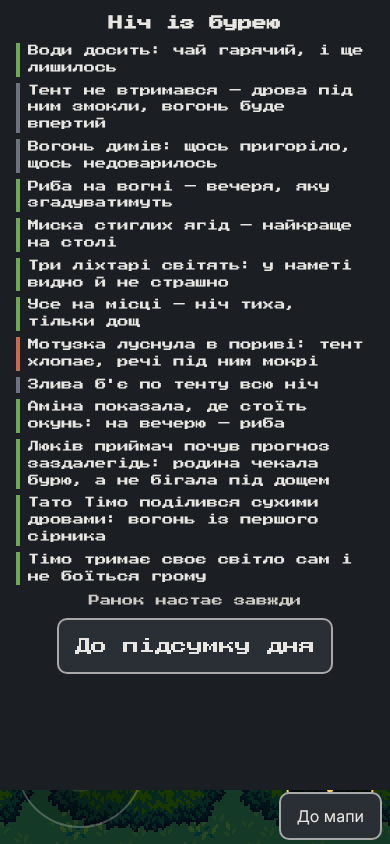 Ніч із бурею
Води досить: чай гарячий, і ще
лишилось
Тент не втримався — дрова під
ним змокли, вогонь буде
впертий
Вогонь димів: щось пригоріло,
щось недоварилось
Риба на вогні — вечеря, яку
згадуватимуть
Миска стиглих ягід — найкраще
на столі
Три ліхтарі світять: у наметі
видно й не страшно
Усе на місці — ніч тиха,
тільки дощ
Мотузка луснула в пориві: тент
хлопає, речі під ним мокрі
Злива б'є по тенту всю ніч
Аміна показала, де стоїть
окунь: на вечерю — риба
Люків приймач почув прогноз
заздалегідь: родина чекала
бурю, а не бігала під дощем
Тато Тімо поділився сухими
дровами: вогонь із першого
сірника
Тімо тримає своє світло сам і
не боїться грому
Ранок настає завжди
До підсумку дня
До мапи